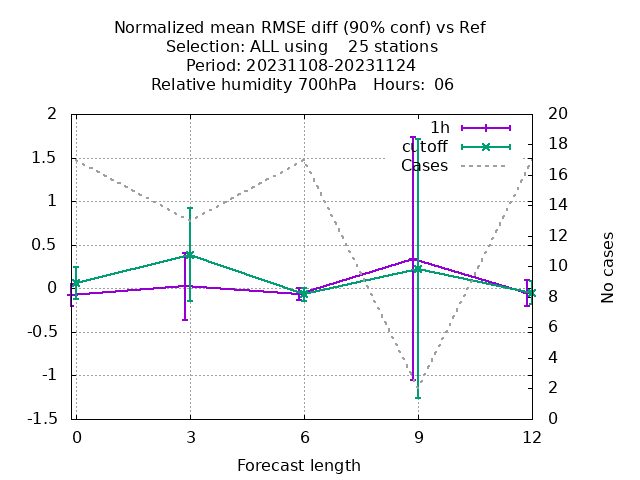 Normalized mean RMSE diff (90% conf) vs Ref
Selection: ALL using    25 stations
Period: 20231108-20231124
Relative humidity 700hPa   Hours:  06
1h
cutoff
Cases
2
1.5
1
0.5
0
-0.5
-1
-1.5
20
18
16
14
12
10
8
6
4
2
0
No cases
0 3 6 9 12
Forecast length